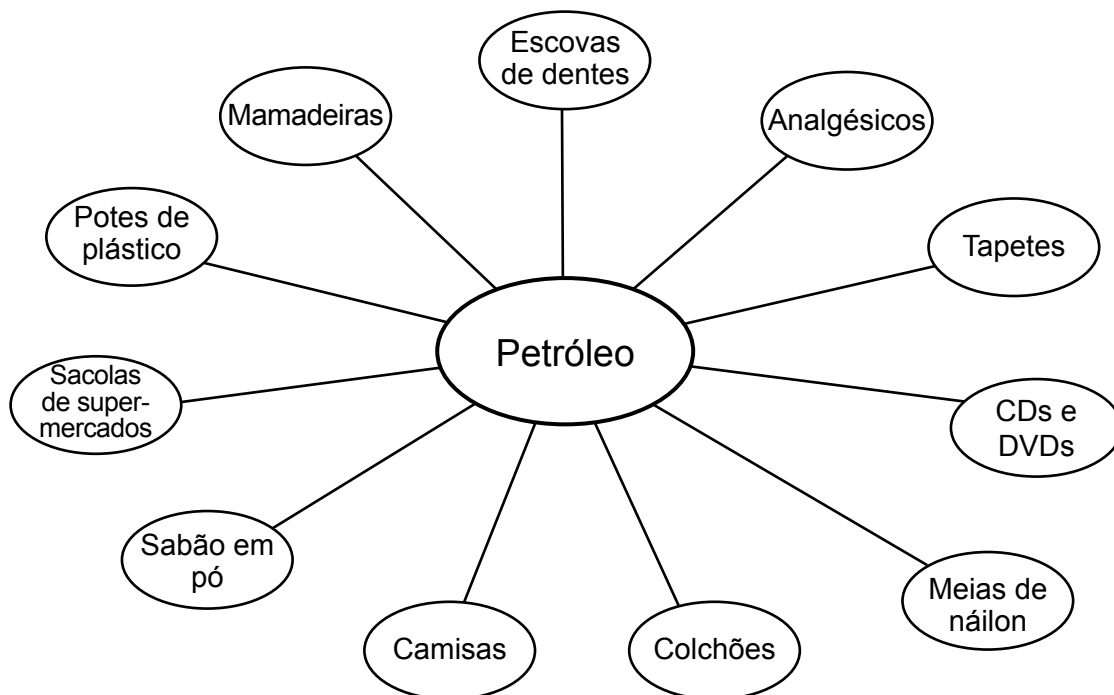 Escovas
de dentes
Mamadeiras
Analgésicos
Potes de
plástico
Tapetes
Petróleo
Sacolas
de super-
mercados
CDs e
DVDs
Sabão em
pó
Meias de
náilon
Camisas
Colchões